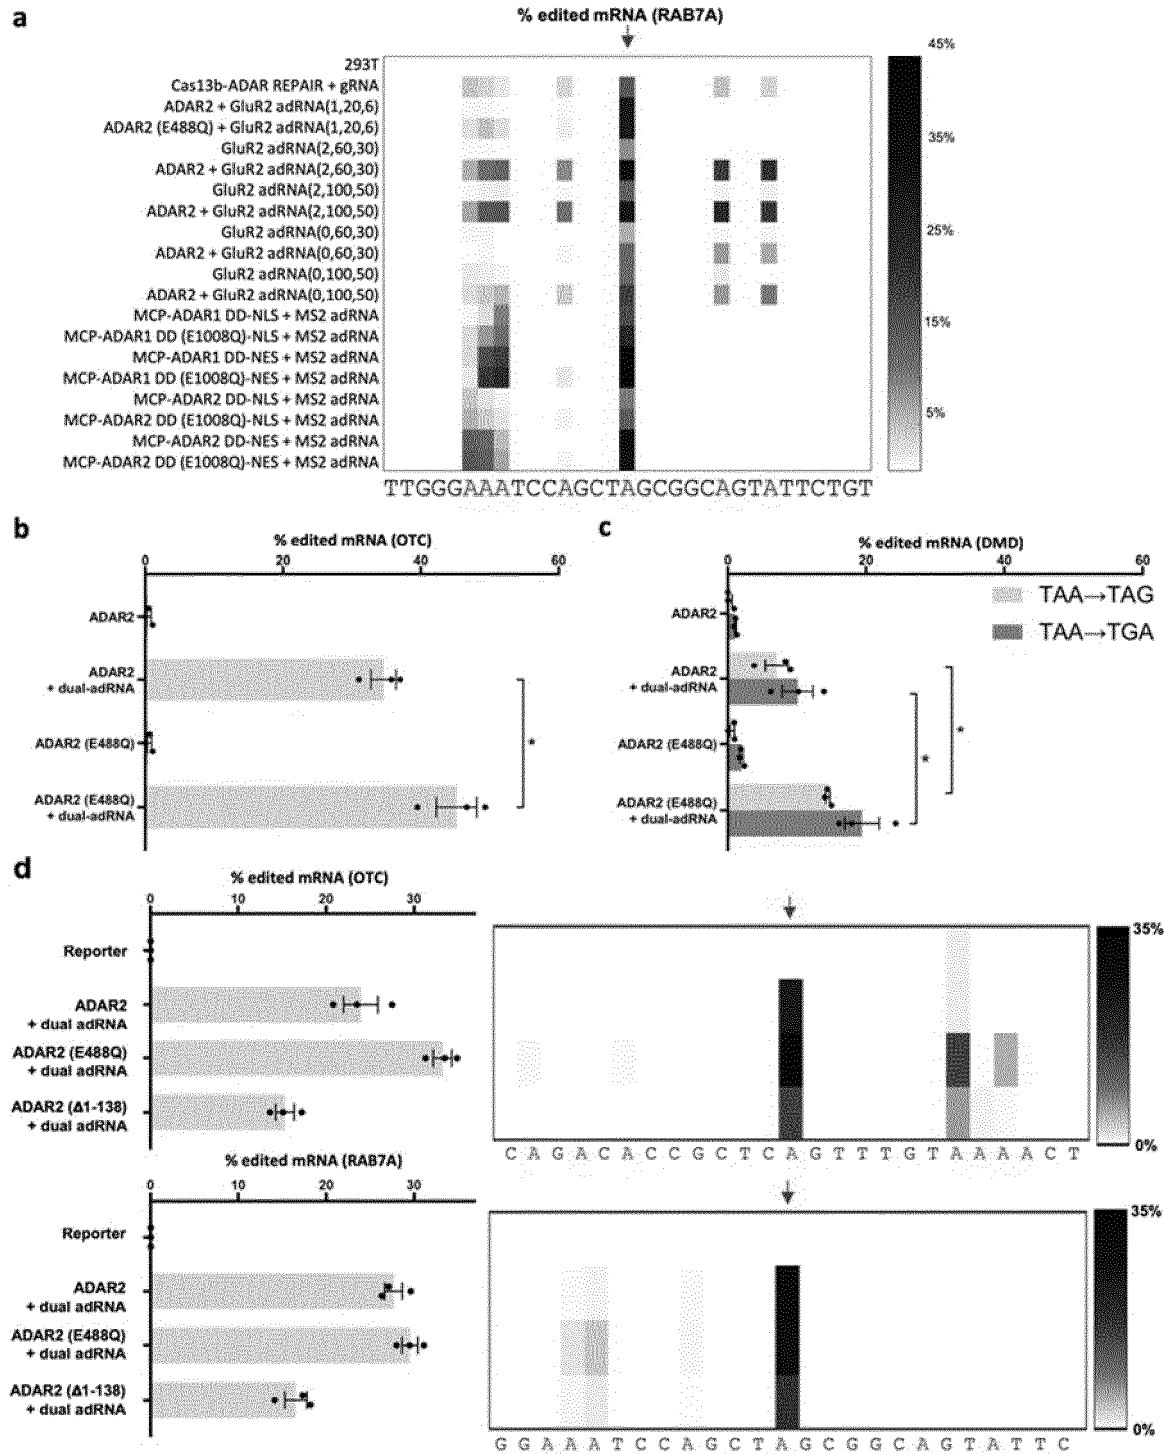 a
% edited mRNA (RAB7A)
293T
Cas13b-ADAR REPAIR + gRNA
ADAR2 + GluR2 adRNA(1,20,6)
ADAR2 (E488Q) + GluR2 adRNA(1,20,6)
GluR2 adRNA(2,60,30)
ADAR2 + GluR2 adRNA(2,60,30)
GluR2 adRNA(2,100,50)
ADAR2 + GluR2 adRNA(2,100,50)
GluR2 adRNA(0,60,30)
ADAR2 + GluR2 adRNA(0,60,30)
GluR2 adRNA(0,100,50)
ADAR2 + GluR2 adRNA(0,100,50)
MCP-ADAR1 DD-NLS + MS2 adRNA
MCP-ADAR1 DD (E1008Q)-NLS + MS2 adRNA
MCP-ADAR1 DD-NES + MS2 adRNA
MCP-ADAR1 DD (E1008Q)-NES + MS2 adRNA
MCP-ADAR2 DD-NLS + MS2 adRNA
MCP-ADAR2 DD (E1008Q)-NLS + MS2 adRNA
MCP-ADAR2 DD-NES + MS2 adRNA
MCP-ADAR2 DD (E1008Q)-NES + MS2 adRNA
45%
35%
25%
15%
5%
TTGGGAAATCCAGCTAGCGGCAGTATTCTGT
b
% edited mRNA (OTC)
0 20 40 60
ADAR2
ADAR2
+ dual-adRNA
ADAR2 (E488Q)
ADAR2 (E488Q)
+ dual-adRNA
*
c
% edited mRNA (DMD)
0 20 40 60
TAA→TAG
TAA→TGA
ADAR2
ADAR2
+ dual-adRNA
ADAR2 (E488Q)
ADAR2 (E488Q)
+ dual-adRNA
*
*
d
% edited mRNA (OTC)
0 10 20 30
Reporter
ADAR2
+ dual adRNA
ADAR2 (E488Q)
+ dual adRNA
ADAR2 (Δ1-138)
+ dual adRNA
35%
0%
C A G A C A C C G C T C A G T T T G T A A A A C T
% edited mRNA (RAB7A)
0 10 20 30
Reporter
ADAR2
+ dual adRNA
ADAR2 (E488Q)
+ dual adRNA
ADAR2 (Δ1-138)
+ dual adRNA
35%
0%
G G A A A T C C A G C T A G C G G C A G T A T T C